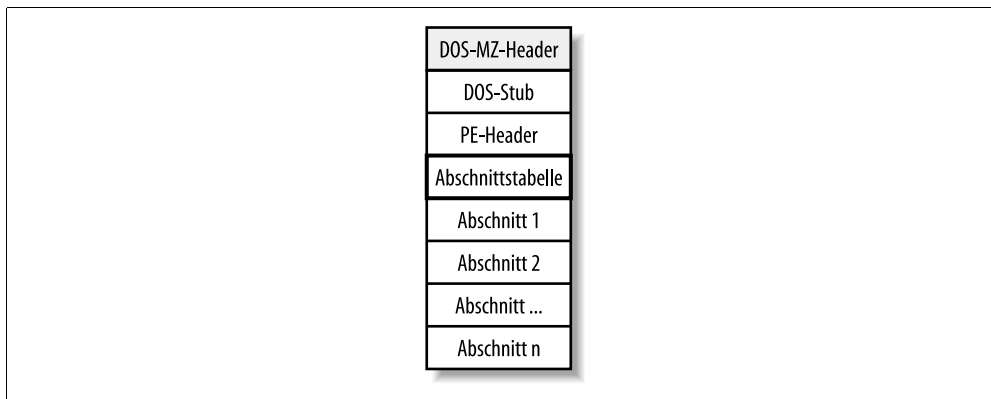 DOS-MZ-Header
DOS-Stub
PE-Header
Abschnittstabelle
Abschnitt 1
Abschnitt 2
Abschnitt ...
Abschnitt n